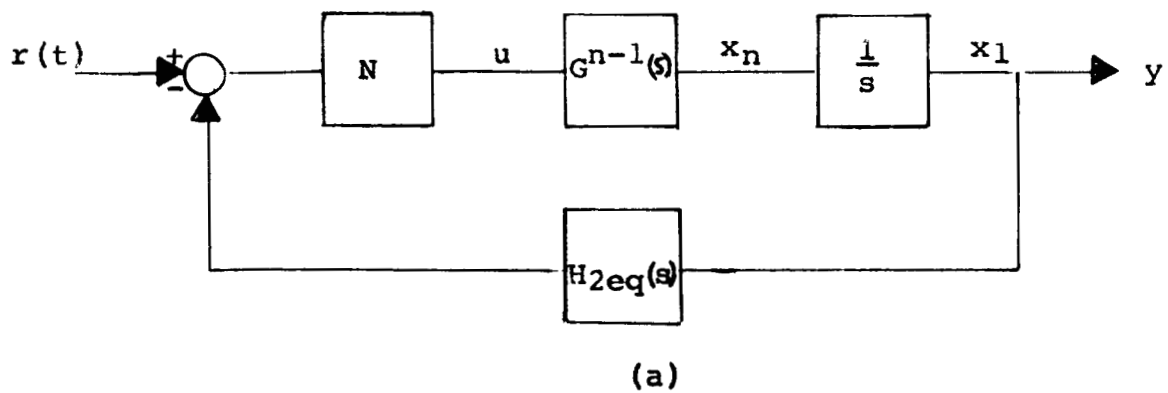 r(t)
+
-
N
u
G^{n-1}(s)
x_n
1/s
x_1
y
H_{2eq}(s)
(a)